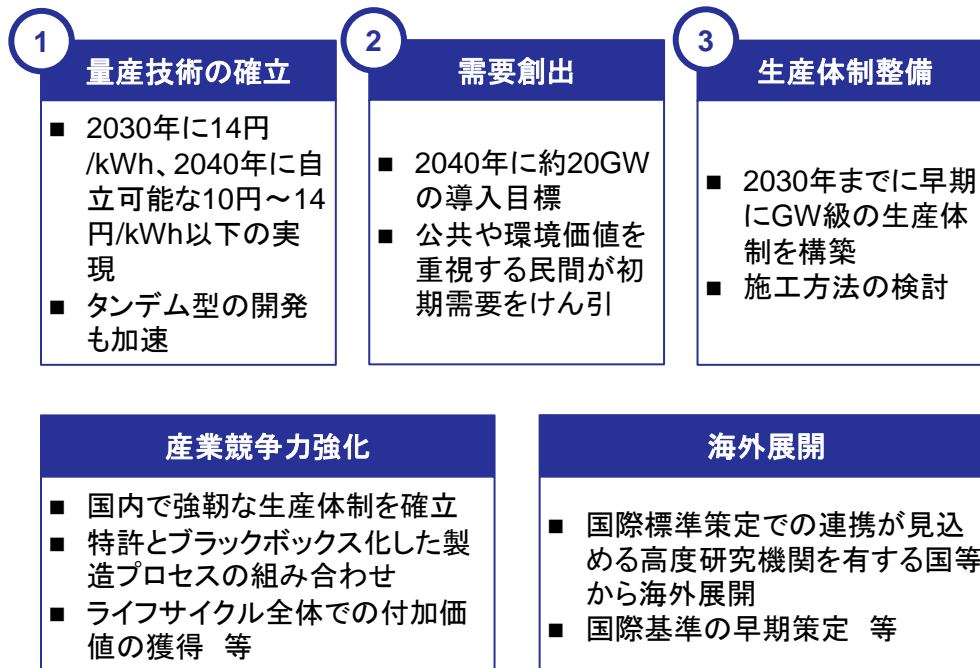 1
量産技術の確立
■ 2030年に14円
/kWh、2040年に自
立可能な10円～14
円/kWh以下の実
現
■ タンデム型の開発
も加速
2
需要創出
■ 2040年に約20GW
の導入目標
■ 公共や環境価値を
重視する民間が初
期需要をけん引
3
生産体制整備
■ 2030年までに早期
にGW級の生産体
制を構築
■ 施工方法の検討
産業競争力強化
■ 国内で強靭な生産体制を確立
■ 特許とブラックボックス化した製
造プロセスの組み合わせ
■ ライフサイクル全体での付加価
値の獲得　等
海外展開
■ 国際標準策定での連携が見込
める高度研究機関を有する国等
から海外展開
■ 国際基準の早期策定　等